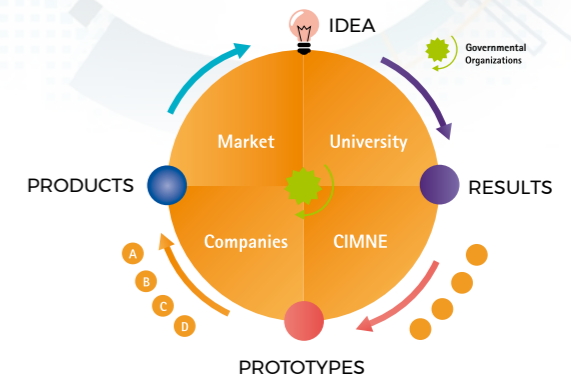 IDEA
Governmental
Organizations
Market
University
PRODUCTS
RESULTS
Companies
CIMNE
A
B
C
D
PROTOTYPES